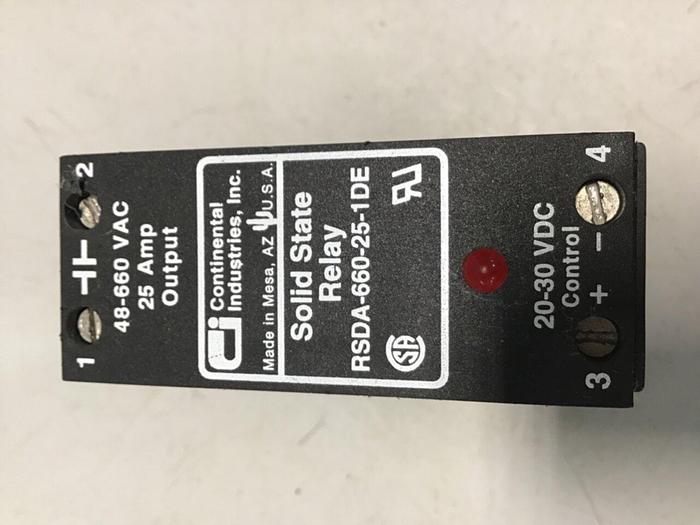 1 2
48-660 VAC
25 Amp
Output
Continental
Industries, Inc.
Made in Mesa, AZ U.S.A.
Solid State
Relay
RSDA-660-25-1DE
20-30 VDC
Control
+ −
3 4